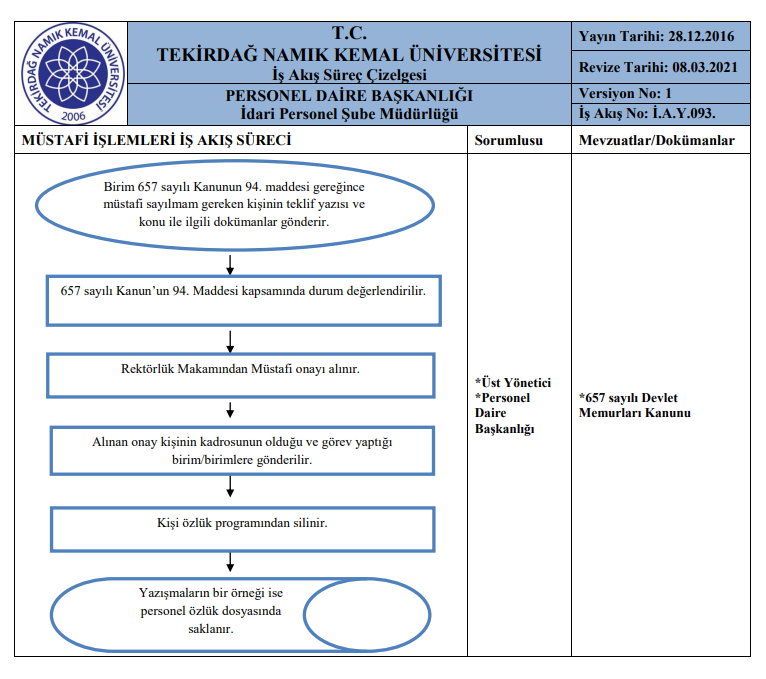 TEKİRDAĞ NAMIK KEMAL ÜNİVERSİTESİ
2006
T.C.
TEKİRDAĞ NAMIK KEMAL ÜNİVERSİTESİ
İş Akış Süreç Çizelgesi
PERSONEL DAİRE BAŞKANLIĞI
İdari Personel Şube Müdürlüğü
Yayın Tarihi: 28.12.2016
Revize Tarihi: 08.03.2021
Versiyon No: 1
İş Akış No: İ.A.Y.093.
MÜSTAFİ İŞLEMLERİ İŞ AKIŞ SÜRECİ
Sorumlusu
Mevzuatlar/Dokümanlar
Birim 657 sayılı Kanunun 94. maddesi gereğince
müstafi sayılmam gereken kişinin teklif yazısı ve
konu ile ilgili dokümanlar gönderir.
657 sayılı Kanun’un 94. Maddesi kapsamında durum değerlendirilir.
Rektörlük Makamından Müstafi onayı alınır.
Alınan onay kişinin kadrosunun olduğu ve görev yaptığı
birim/birimlere gönderilir.
Kişi özlük programından silinir.
Yazışmaların bir örneği ise
personel özlük dosyasında
saklanır.
*Üst Yönetici
*Personel
Daire
Başkanlığı
*657 sayılı Devlet
Memurları Kanunu